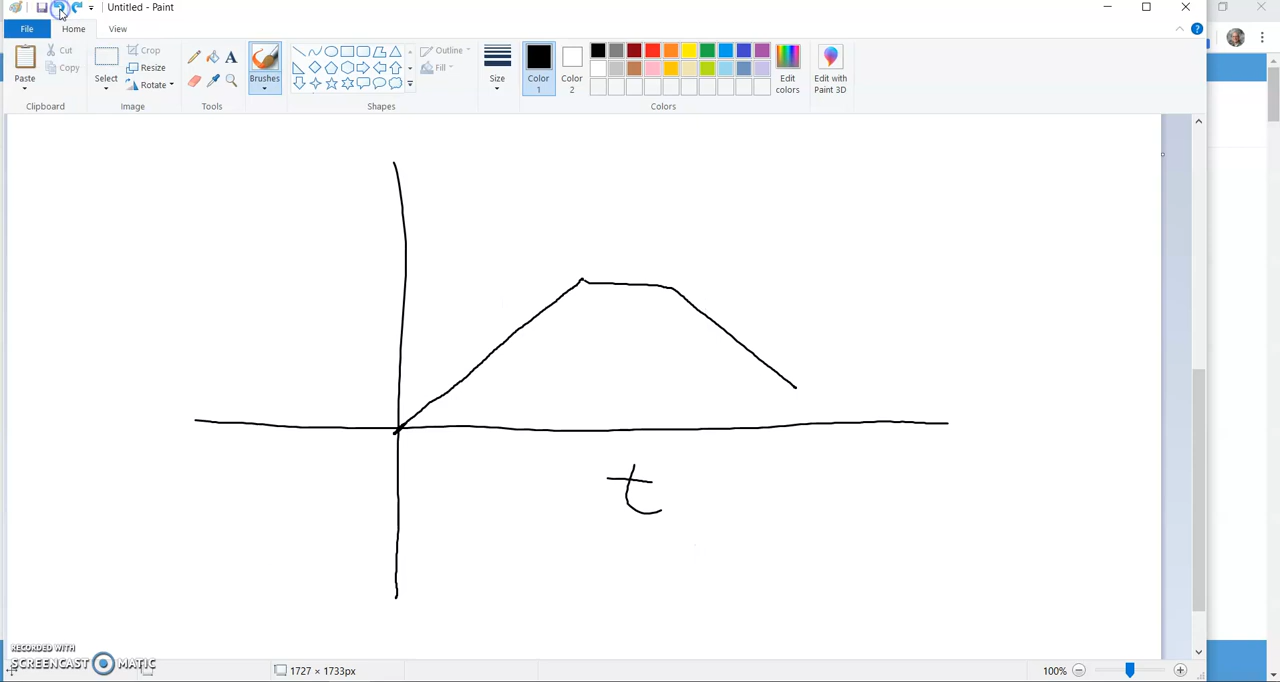 Untitled - Paint
File
Home
View
Paste
Cut
Copy
Clipboard
Select
Crop
Resize
Rotate
Image
Tools
Brushes
Shapes
Outline
Fill
Size
Color 1
Color 2
Edit colors
Colors
Edit with Paint 3D
t
RECORDED WITH
SCREENCAST MATIC
1727 × 1733px
100%